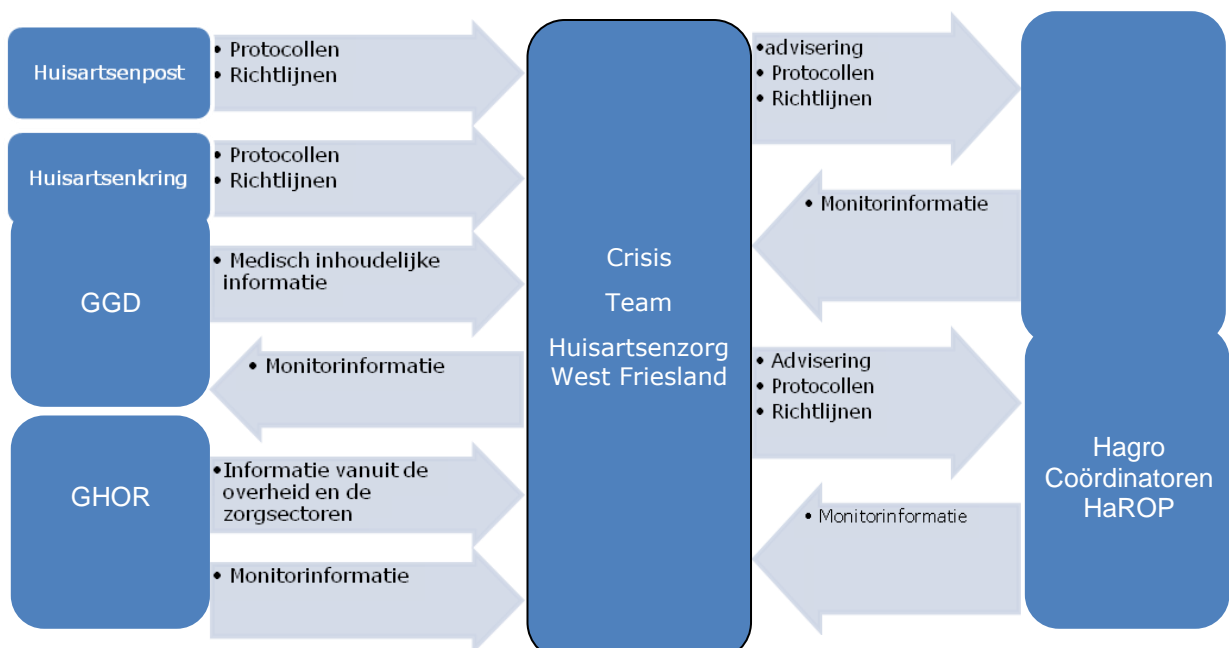 Huisartsenpost
• Protocollen
• Richtlijnen
Huisartsenkring
• Protocollen
• Richtlijnen
GGD
• Medisch inhoudelijke
informatie
• Monitorinformatie
GHOR
•Informatie vanuit de
overheid en de
zorgsectoren
• Monitorinformatie
Crisis
Team
Huisartsenzorg
West Friesland
•advisering
• Protocollen
• Richtlijnen
• Monitorinformatie
• Advisering
• Protocollen
• Richtlijnen
• Monitorinformatie
Hagro
Coördinatoren
HaROP